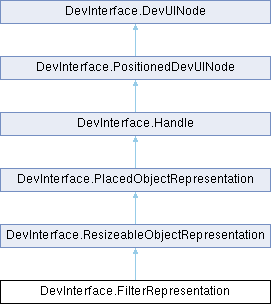 DevInterface.DevUINode
DevInterface.PositionedDevUINode
DevInterface.Handle
DevInterface.PlacedObjectRepresentation
DevInterface.ResizeableObjectRepresentation
DevInterface.FilterRepresentation